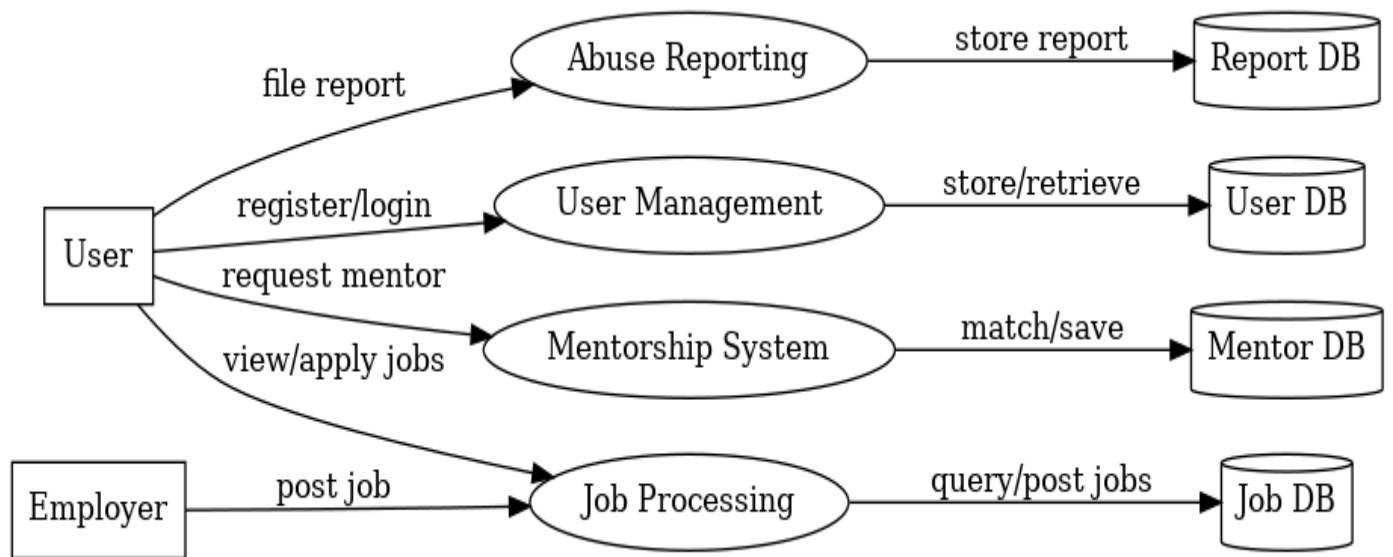 Abuse Reporting
store report
Report DB
file report
User Management
store/retrieve
User DB
register/login
User
request mentor
Mentorship System
match/save
Mentor DB
view/apply jobs
Employer
post job
Job Processing
query/post jobs
Job DB